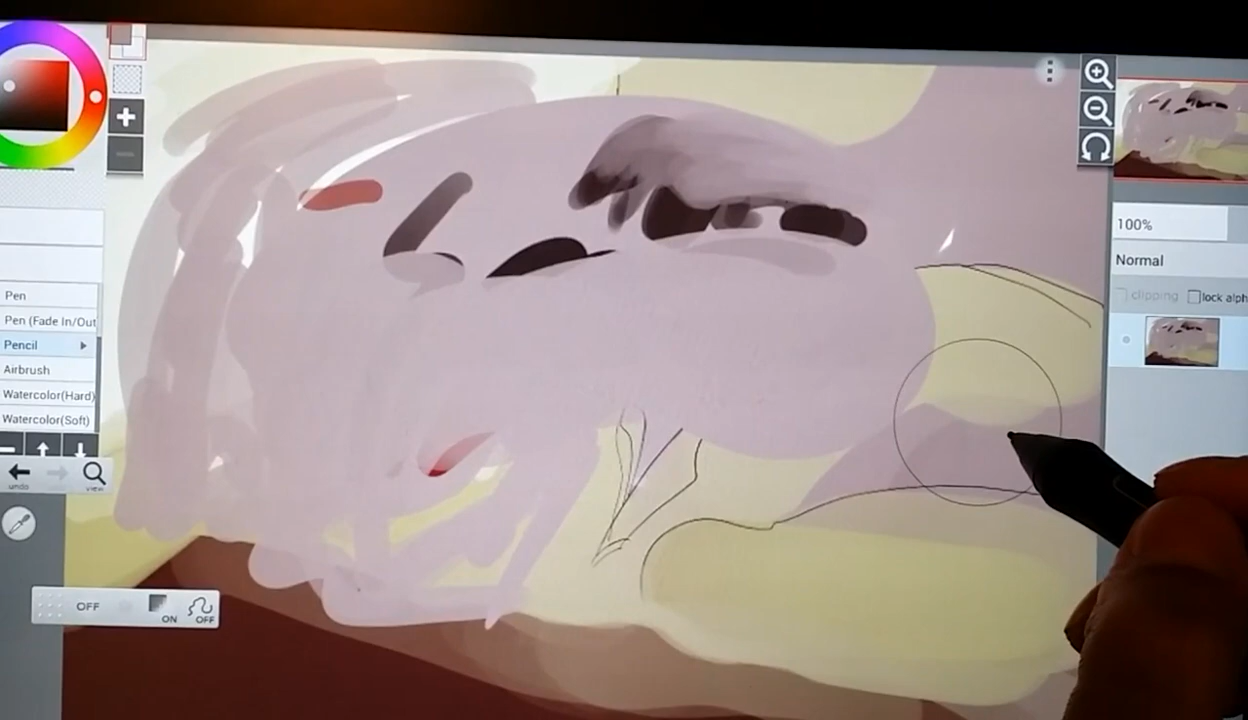 Pen
Pen (Fade In/Out
Pencil
Airbrush
Watercolor(Hard)
Watercolor(Soft)
undo
view
OFF
ON
OFF
100%
Normal
clipping
lock alph